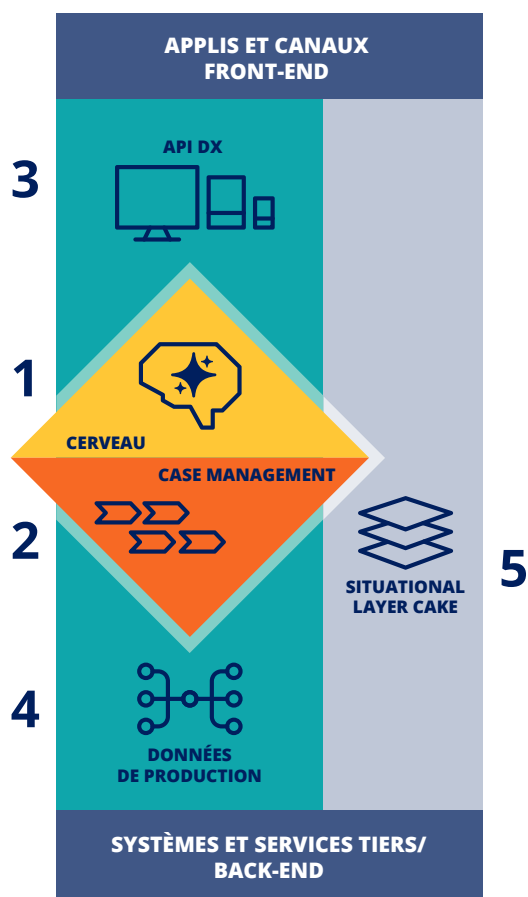 APPLIS ET CANAUX
FRONT-END
3
API DX
1
CERVEAU
CASE MANAGEMENT
2
5
SITUATIONAL
LAYER CAKE
4
DONNÉES
DE PRODUCTION
SYSTÈMES ET SERVICES TIERS/
BACK-END